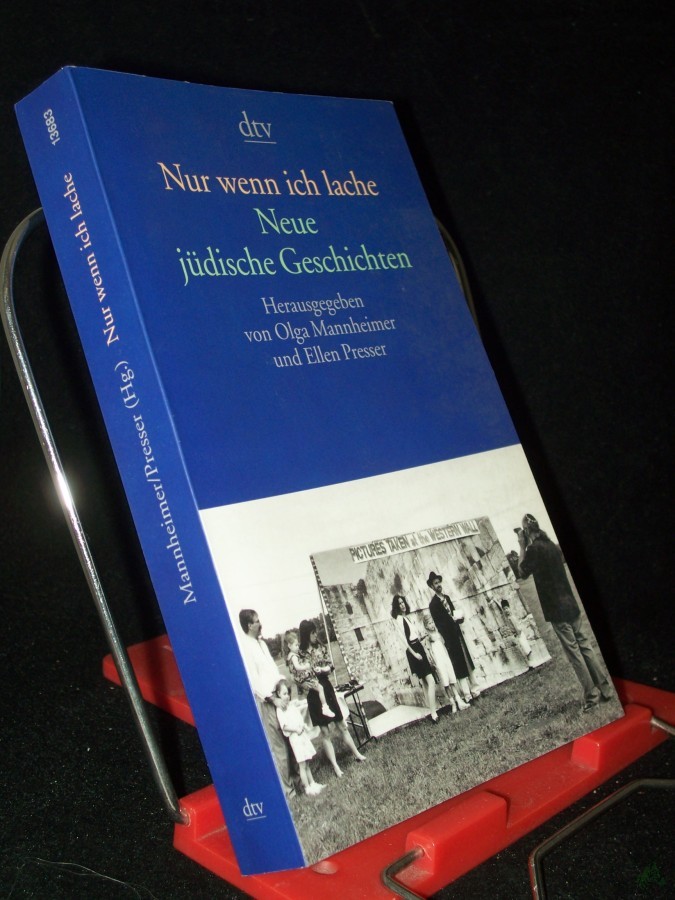 dtv
Nur wenn ich lache
Neue
jüdische Geschichten
Herausgegeben
von Olga Mannheimer
und Ellen Presser
PICTURES TAKEN at the WESTERN WALL
Mannheimer/Presser (Hg.) Nur wenn ich lache
13683
dtv